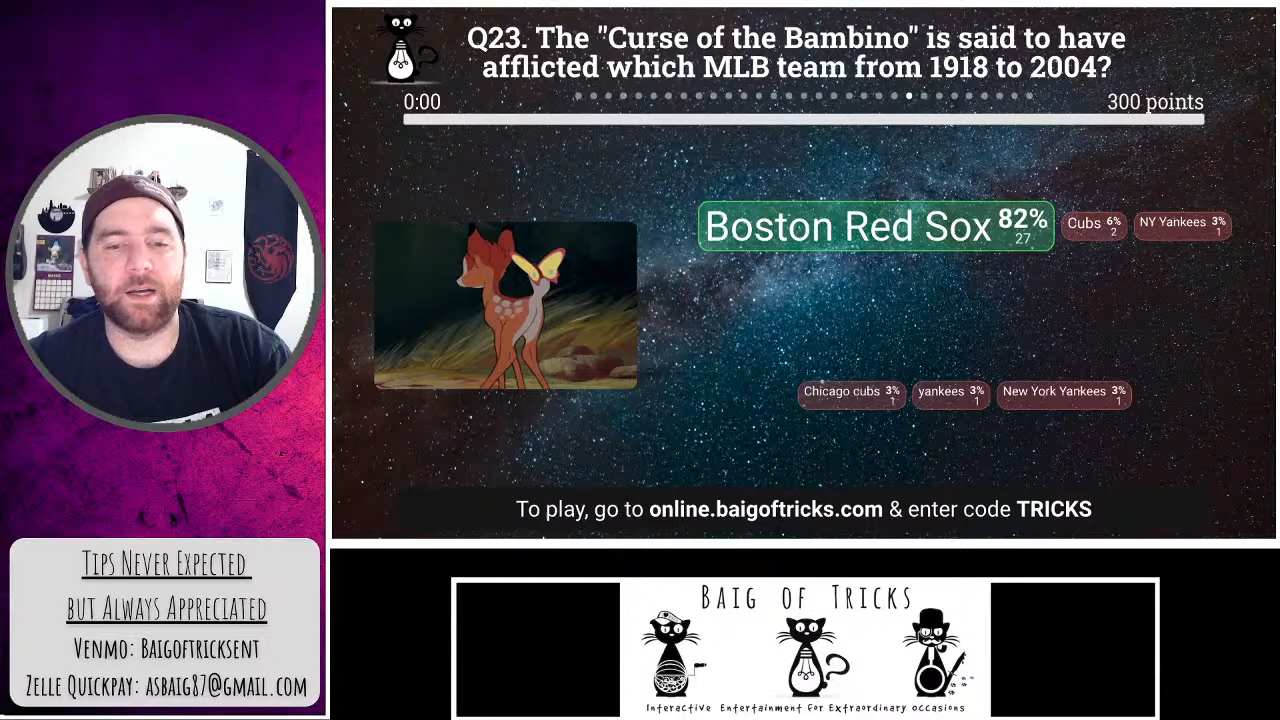 Q23. The "Curse of the Bambino" is said to have
afflicted which MLB team from 1918 to 2004?
0:00
300 points
Boston Red Sox 82% 27
Cubs 6% 2
NY Yankees 3% 1
Chicago cubs 3% 1
yankees 3% 1
New York Yankees 3% 1
To play, go to online.baigoftricks.com & enter code TRICKS
Tips Never Expected
but Always Appreciated
Venmo: Baigoftricksent
Zelle Quickpay: asbaig87@gmail.com
Baig of Tricks
Interactive Entertainment for Extraordinary occasions